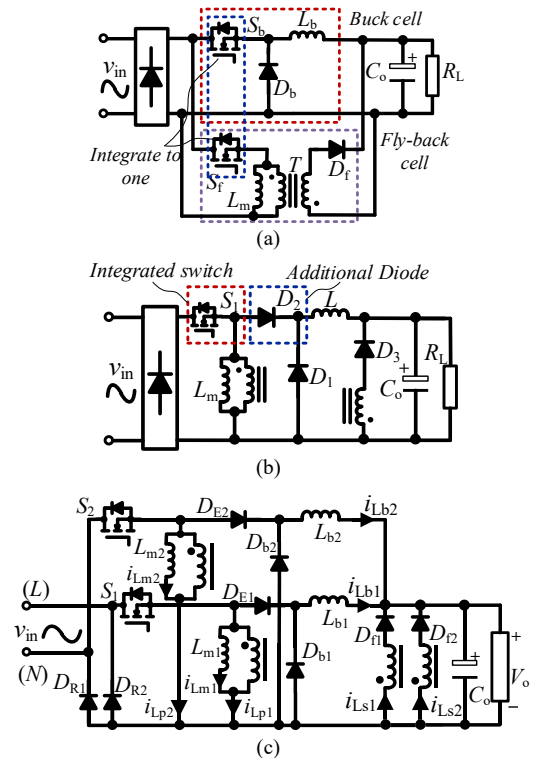 S_b L_b Buck cell
v_in D_b C_o + R_L
Integrate to one
S_f L_m T D_f Fly-back cell
(a)
Integrated switch Additional Diode
S_1 D_2 L
v_in L_m D_1 D_3 C_o + R_L
(b)
S_2 D_E2 L_b2 i_Lb2
L_m2 D_b2
i_Lm2
(L) S_1 D_E1 L_b1 i_Lb1
v_in L_m1 D_b1 D_f1 D_f2 + +
(N) i_Lm1 C_o V_o
D_R1 D_R2 i_Lp2 i_Lp1 i_Ls1 i_Ls2 −
(c)